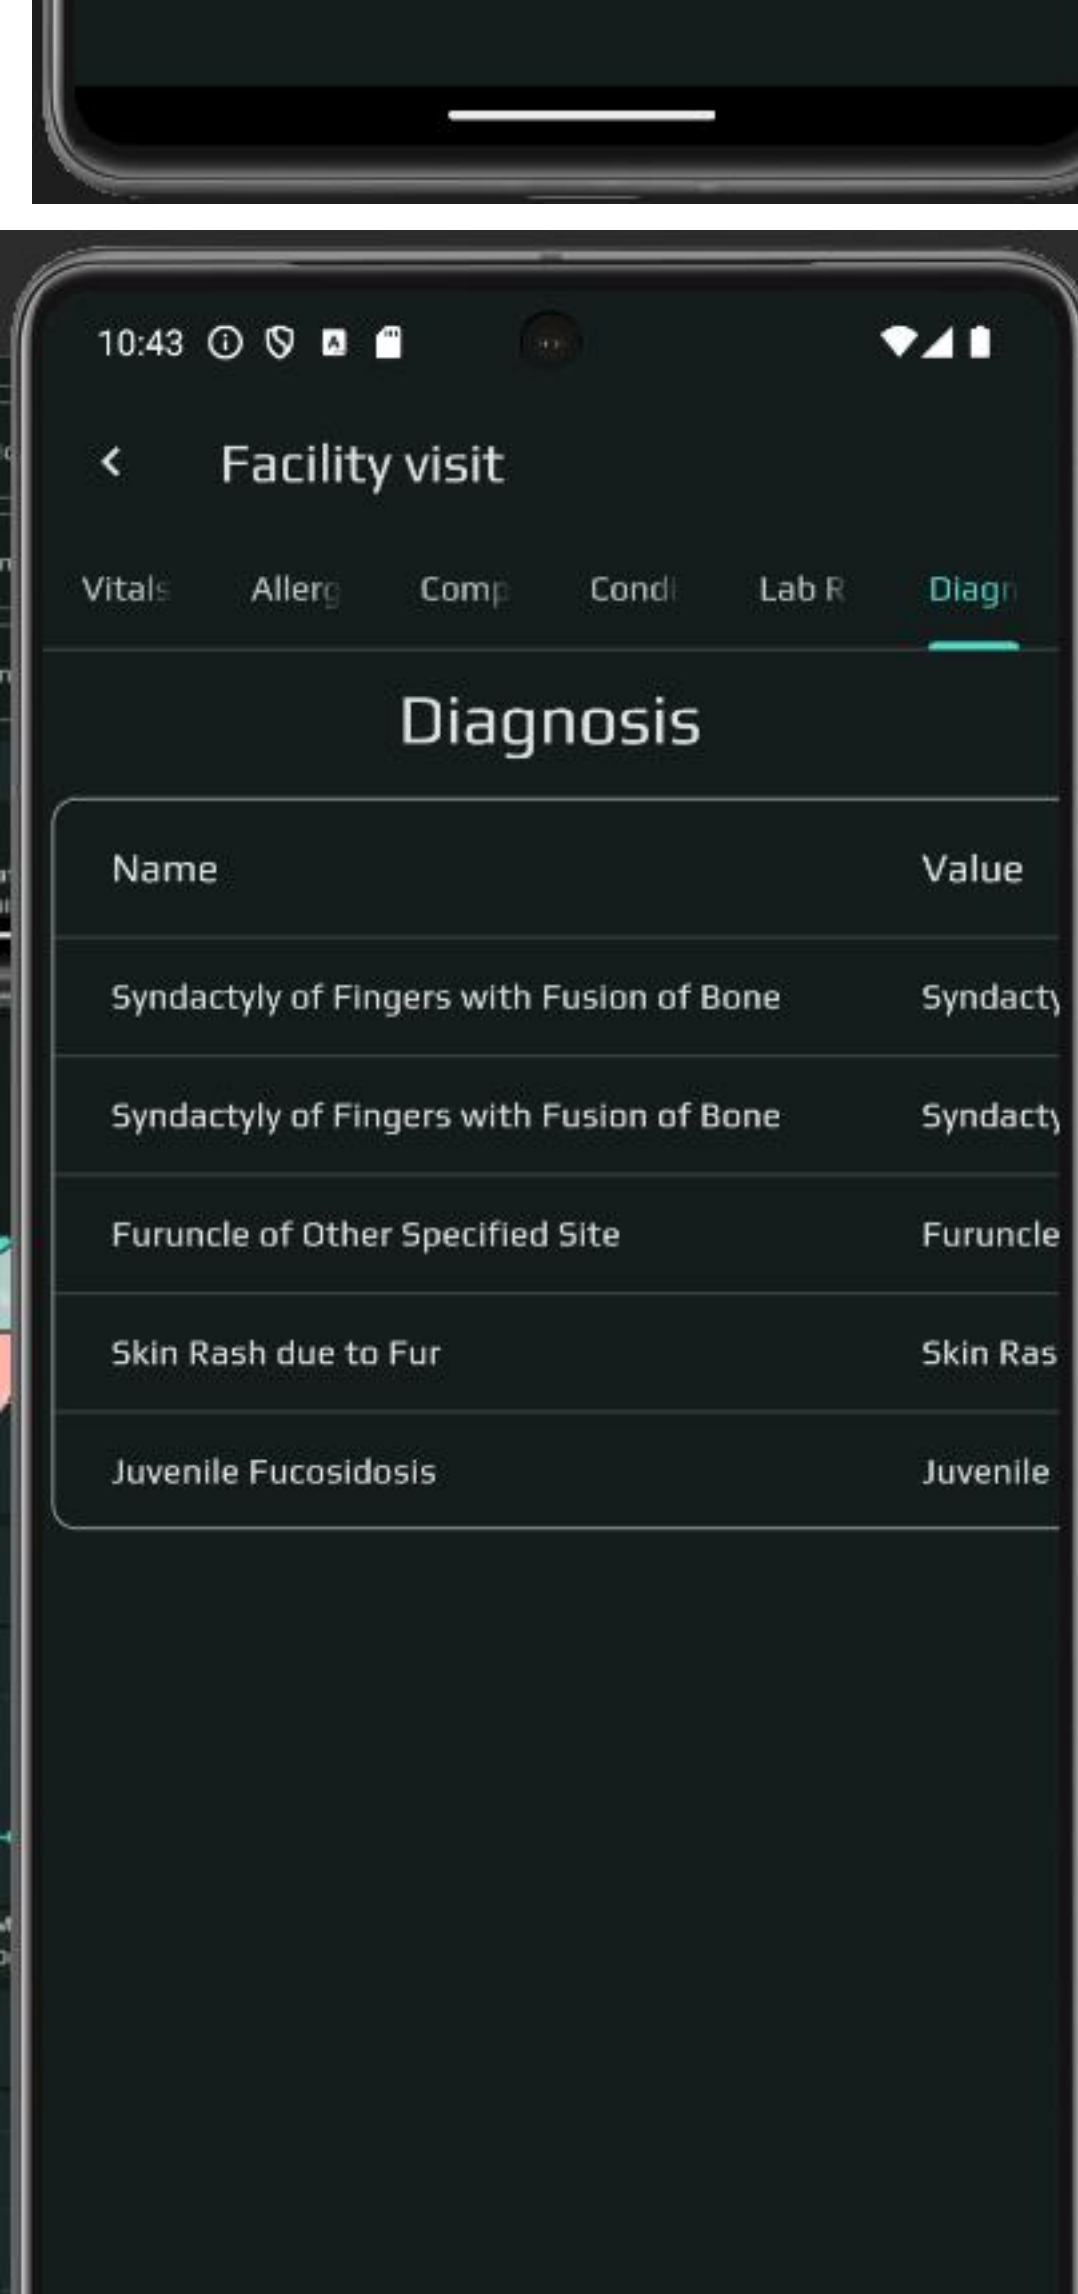 10:43
Facility visit
Vitals Allerg Comp Condi Lab R Diagn
Diagnosis
Name Value
Syndactyly of Fingers with Fusion of Bone Syndacty
Syndactyly of Fingers with Fusion of Bone Syndacty
Furuncle of Other Specified Site Furuncle
Skin Rash due to Fur Skin Ras
Juvenile Fucosidosis Juvenile